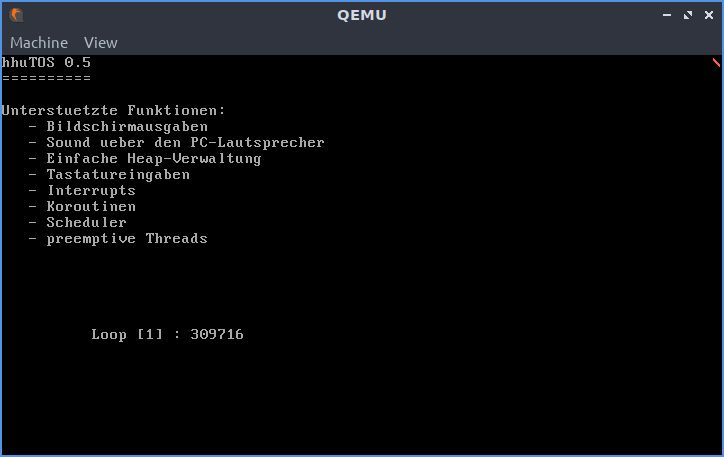 QEMU
Machine View
hhuTOS 0.5
==========
Unterstuetzte Funktionen:
- Bildschirmausgaben
- Sound ueber den PC-Lautsprecher
- Einfache Heap-Verwaltung
- Tastatureingaben
- Interrupts
- Koroutinen
- Scheduler
- preemptive Threads
Loop [1] : 309716